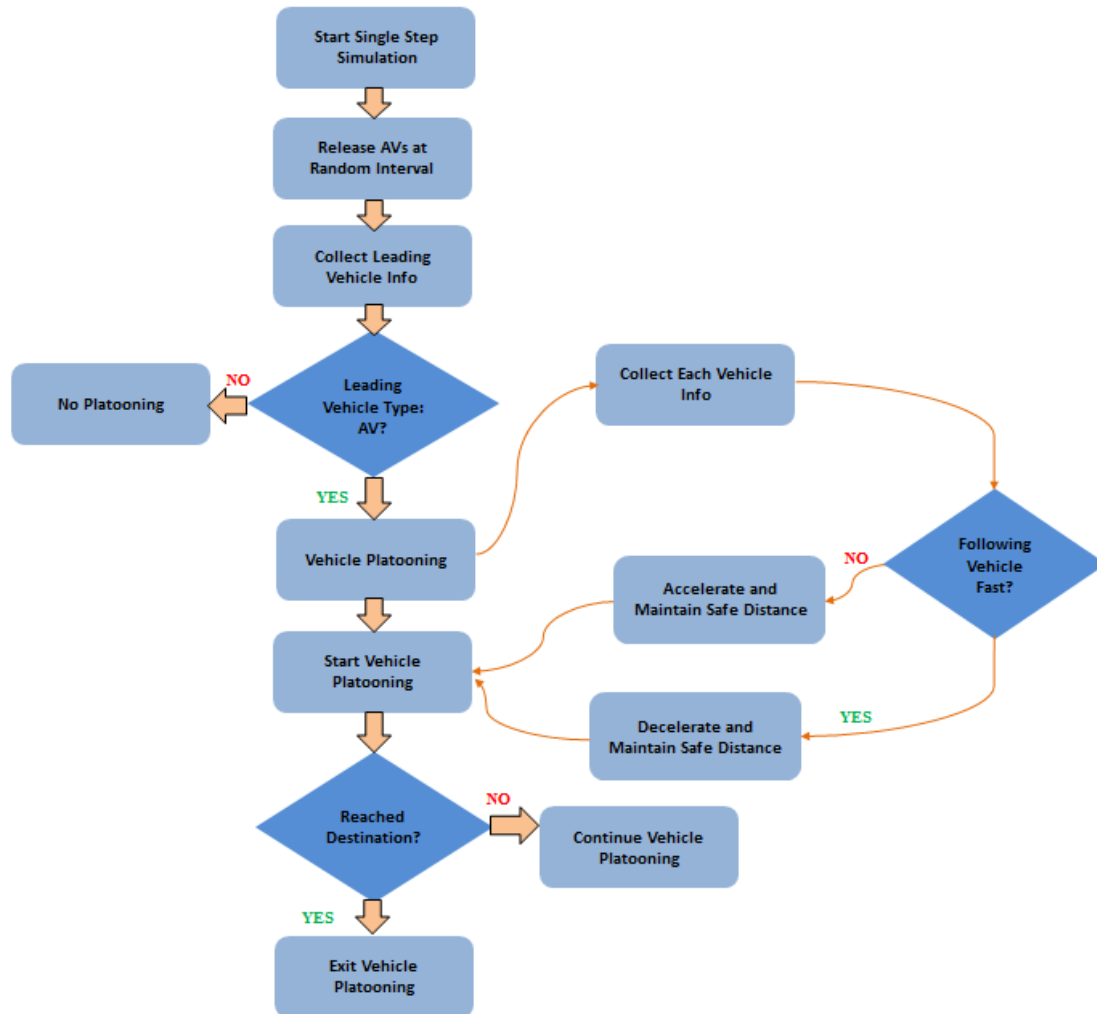 Start Single Step
Simulation
Release AVs at
Random Interval
Collect Leading
Vehicle Info
Leading
Vehicle Type:
AV?
NO
No Platooning
YES
Vehicle Platooning
Collect Each Vehicle
Info
Following
Vehicle
Fast?
NO
Accelerate and
Maintain Safe Distance
YES
Decelerate and
Maintain Safe Distance
Start Vehicle
Platooning
Reached
Destination?
NO
Continue Vehicle
Platooning
YES
Exit Vehicle
Platooning